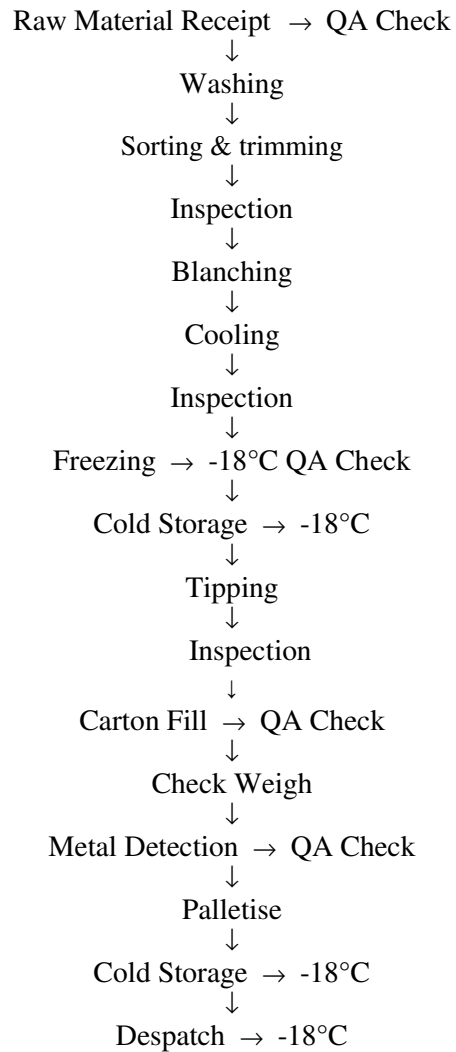 Raw Material Receipt → QA Check
↓
Washing
↓
Sorting & trimming
↓
Inspection
↓
Blanching
↓
Cooling
↓
Inspection
↓
Freezing → -18°C QA Check
↓
Cold Storage → -18°C
↓
Tipping
↓
Inspection
↓
Carton Fill → QA Check
↓
Check Weigh
↓
Metal Detection → QA Check
↓
Palletise
↓
Cold Storage → -18°C
↓
Despatch → -18°C